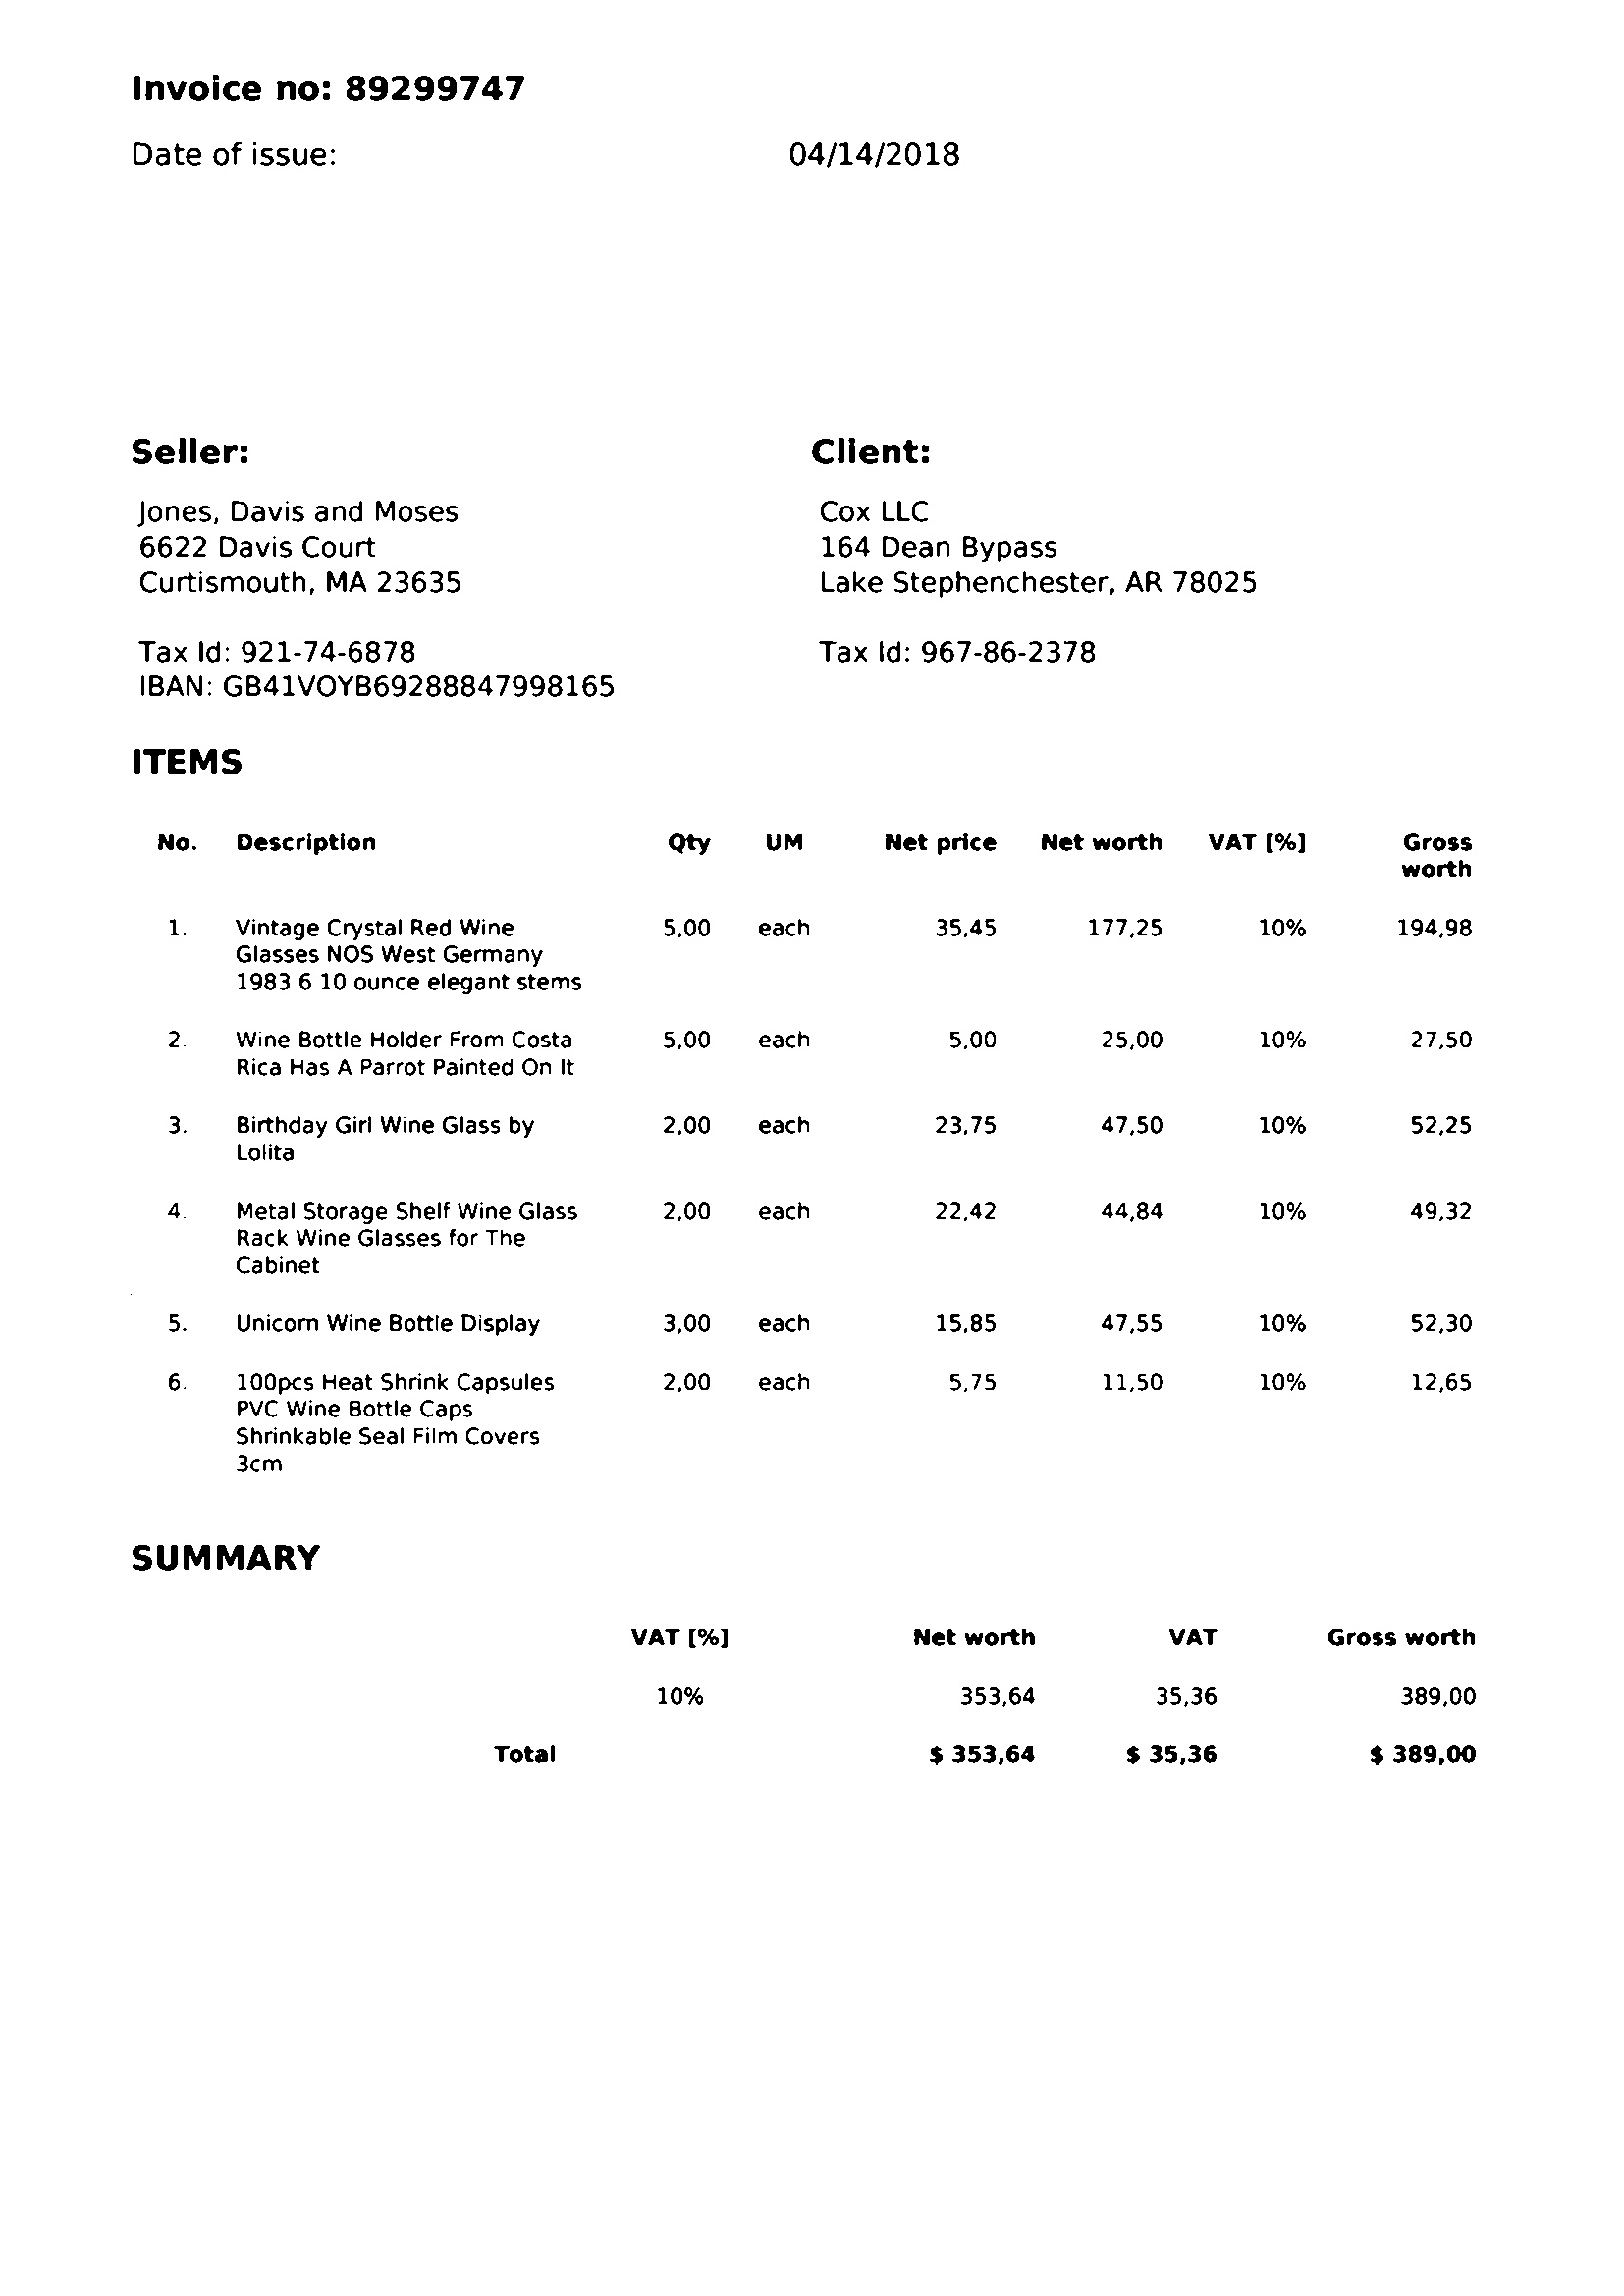 Invoice no: 89299747
Date of issue: 04/14/2018
Seller: Client:
Jones, Davis and Moses Cox LLC
6622 Davis Court 164 Dean Bypass
Curtismouth, MA 23635 Lake Stephenchester, AR 78025
Tax Id: 921-74-6878 Tax Id: 967-86-2378
IBAN: GB41VOYB69288847998165
ITEMS
No. Description Qty UM Net price Net worth VAT [%] Gross
worth
1. Vintage Crystal Red Wine 5,00 each 35,45 177,25 10% 194,98
Glasses NOS West Germany
1983 6 10 ounce elegant stems
2. Wine Bottle Holder From Costa 5,00 each 5,00 25,00 10% 27,50
Rica Has A Parrot Painted On It
3. Birthday Girl Wine Glass by 2,00 each 23,75 47,50 10% 52,25
Lolita
4. Metal Storage Shelf Wine Glass 2,00 each 22,42 44,84 10% 49,32
Rack Wine Glasses for The
Cabinet
5. Unicorn Wine Bottle Display 3,00 each 15,85 47,55 10% 52,30
6. 100pcs Heat Shrink Capsules 2,00 each 5,75 11,50 10% 12,65
PVC Wine Bottle Caps
Shrinkable Seal Film Covers
3cm
SUMMARY
VAT [%] Net worth VAT Gross worth
10% 353,64 35,36 389,00
Total $ 353,64 $ 35,36 $ 389,00